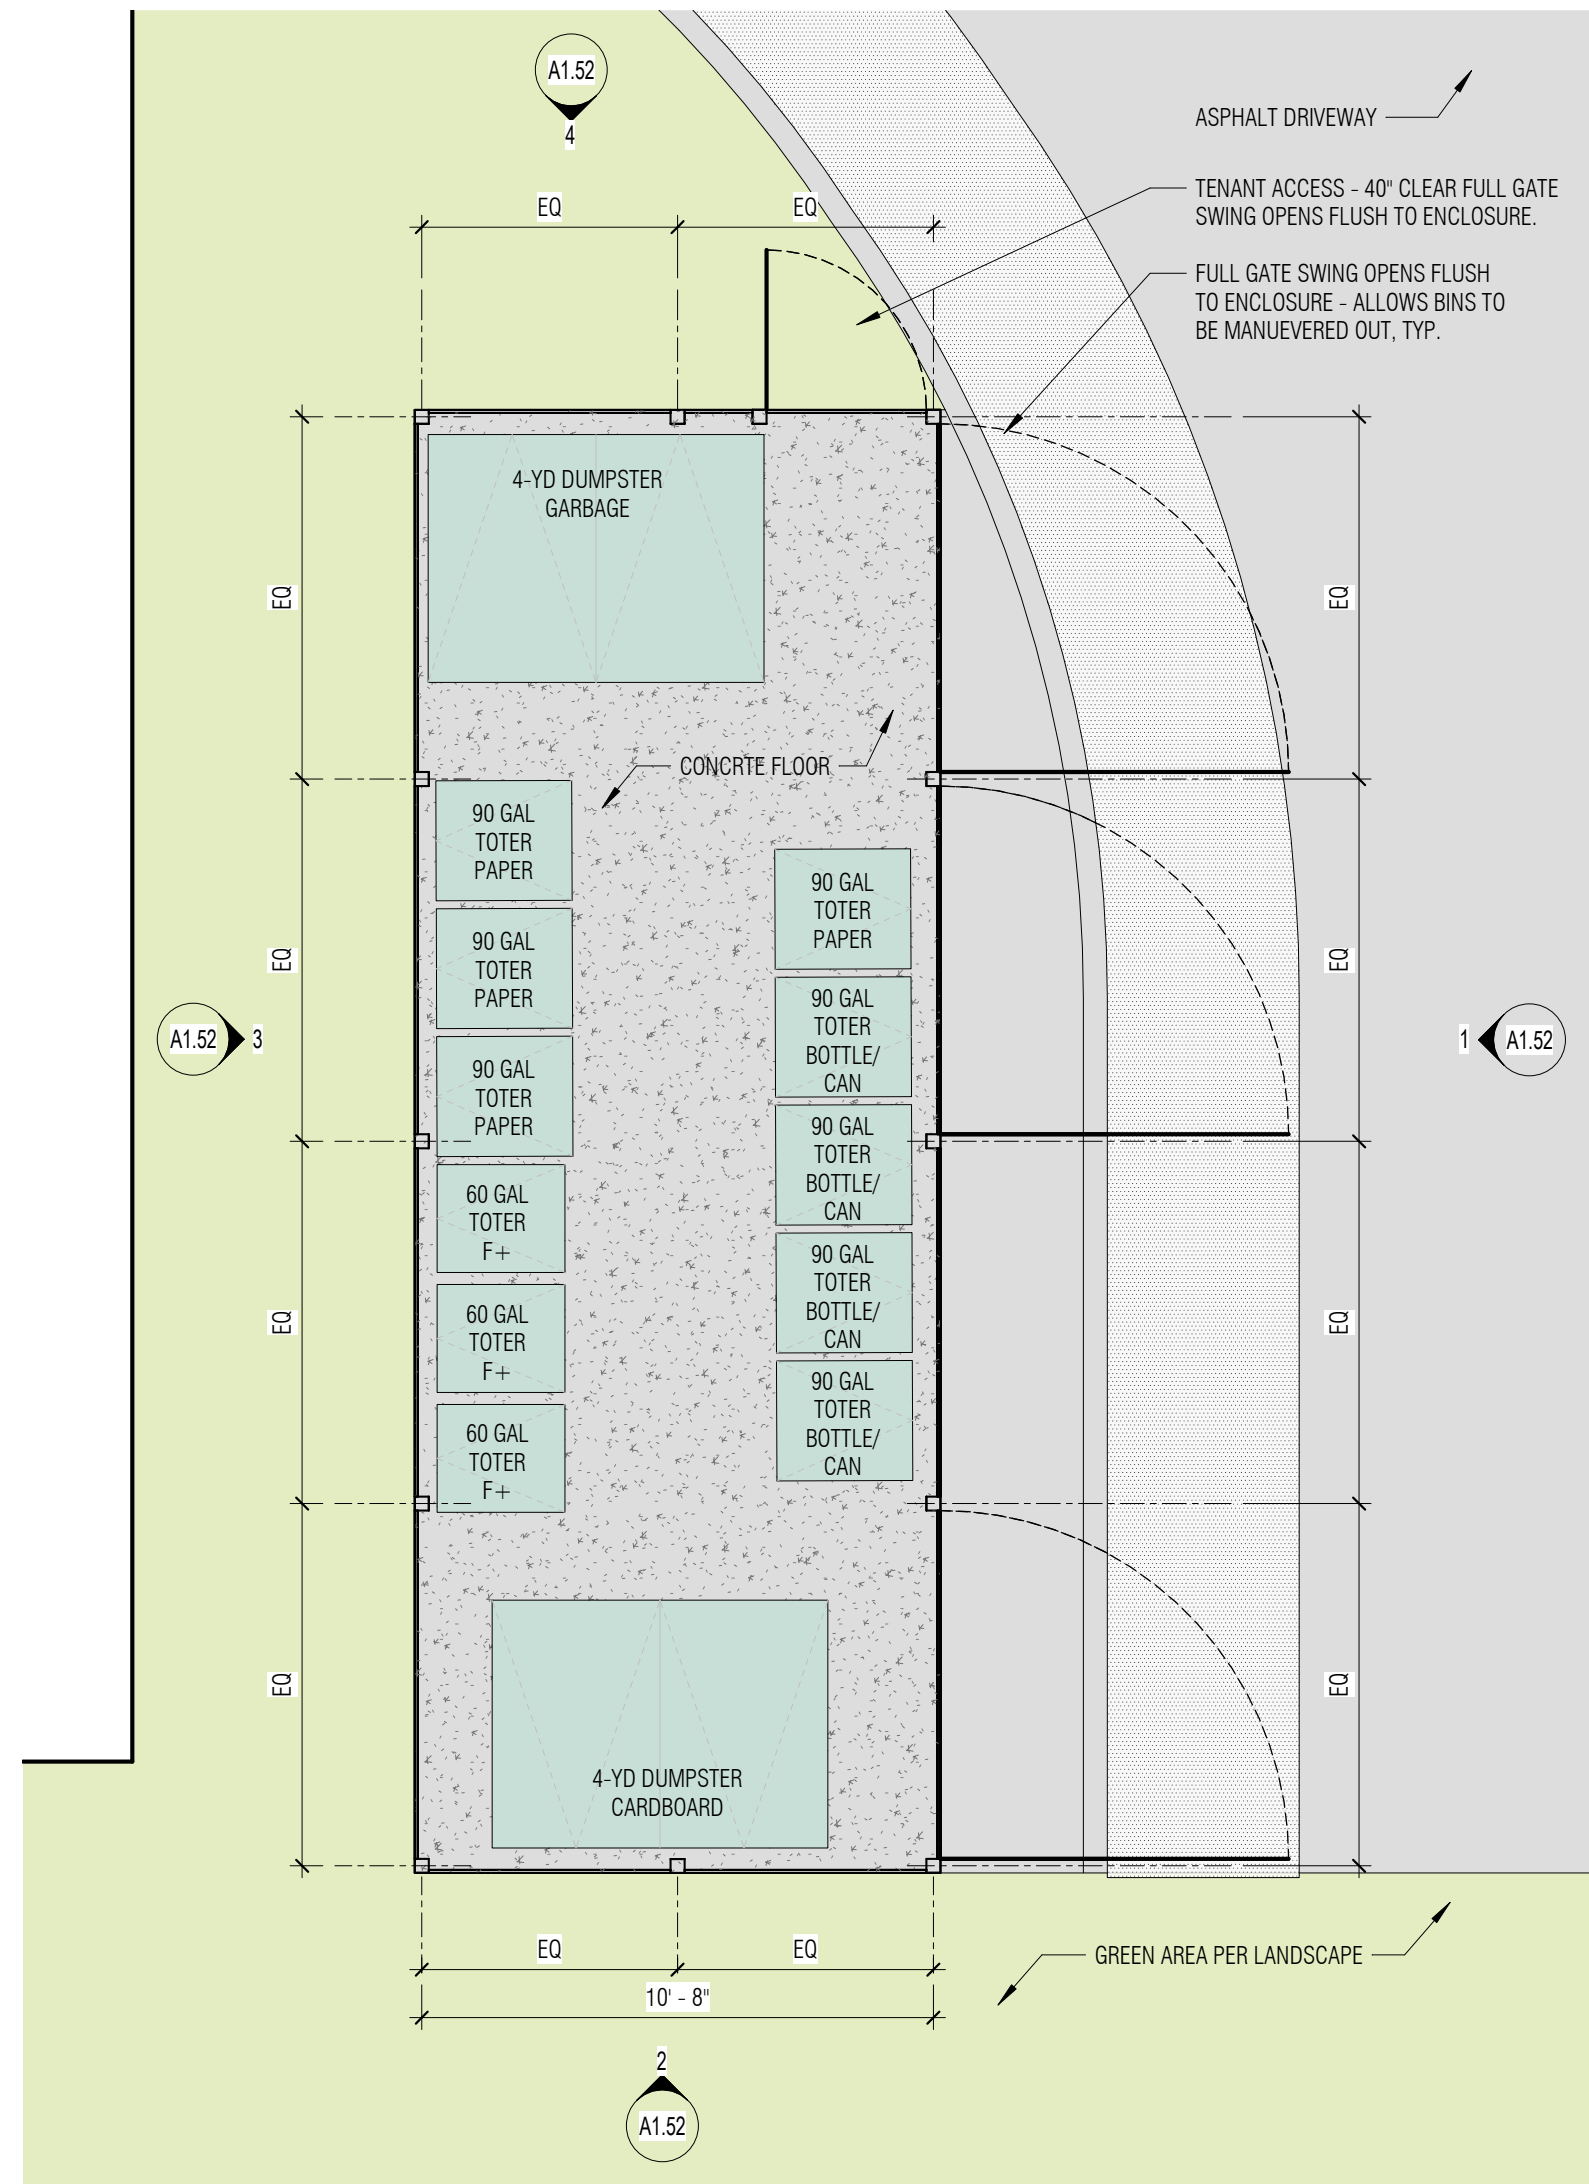 A1.52
4
ASPHALT DRIVEWAY
TENANT ACCESS - 40" CLEAR FULL GATE
SWING OPENS FLUSH TO ENCLOSURE.
EQ
EQ
FULL GATE SWING OPENS FLUSH
TO ENCLOSURE - ALLOWS BINS TO
BE MANUEVERED OUT, TYP.
4-YD DUMPSTER
GARBAGE
EQ
EQ
CONCRTE FLOOR
90 GAL
TOTER
PAPER
90 GAL
TOTER
PAPER
90 GAL
TOTER
PAPER
60 GAL
TOTER
F+
60 GAL
TOTER
F+
60 GAL
TOTER
F+
90 GAL
TOTER
PAPER
90 GAL
TOTER
BOTTLE/
CAN
90 GAL
TOTER
BOTTLE/
CAN
90 GAL
TOTER
BOTTLE/
CAN
90 GAL
TOTER
BOTTLE/
CAN
EQ
EQ
A1.52
3
1
A1.52
EQ
EQ
EQ
EQ
4-YD DUMPSTER
CARDBOARD
EQ
EQ
GREEN AREA PER LANDSCAPE
10' - 8"
2
A1.52